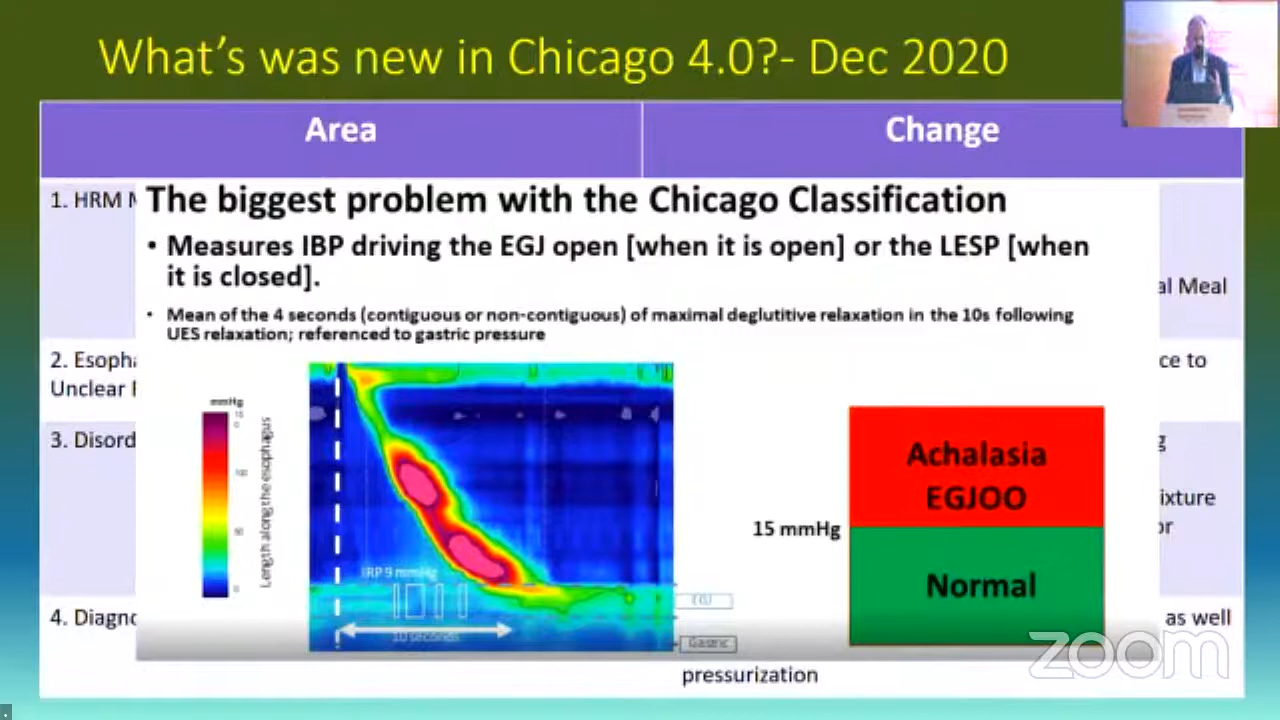 What's was new in Chicago 4.0?- Dec 2020
Area
Change
1. HRM
The biggest problem with the Chicago Classification
• Measures IBP driving the EGJ open [when it is open] or the LESP [when
it is closed].
al Meal
• Mean of the 4 seconds (contiguous or non-contiguous) of maximal deglutitive relaxation in the 10s following
UES relaxation; referenced to gastric pressure
2. Esopha
ce to
Unclear
mmHg
Length along the esophagus
100
50
0
3. Disord
g
Achalasia
EGJOO
ixture
15 mmHg
or
IRP 9 mmHg
Normal
EGJ
10 seconds
Gastric
4. Diagno
as well
zoom
pressurization